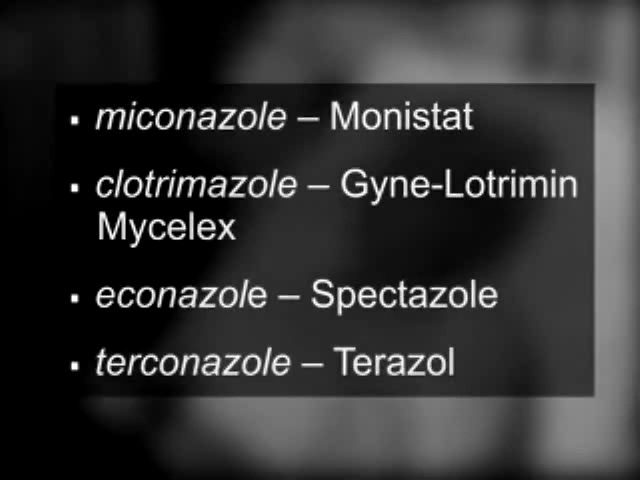 ▪ miconazole – Monistat
▪ clotrimazole – Gyne-Lotrimin
Mycelex
▪ econazole – Spectazole
▪ terconazole – Terazol